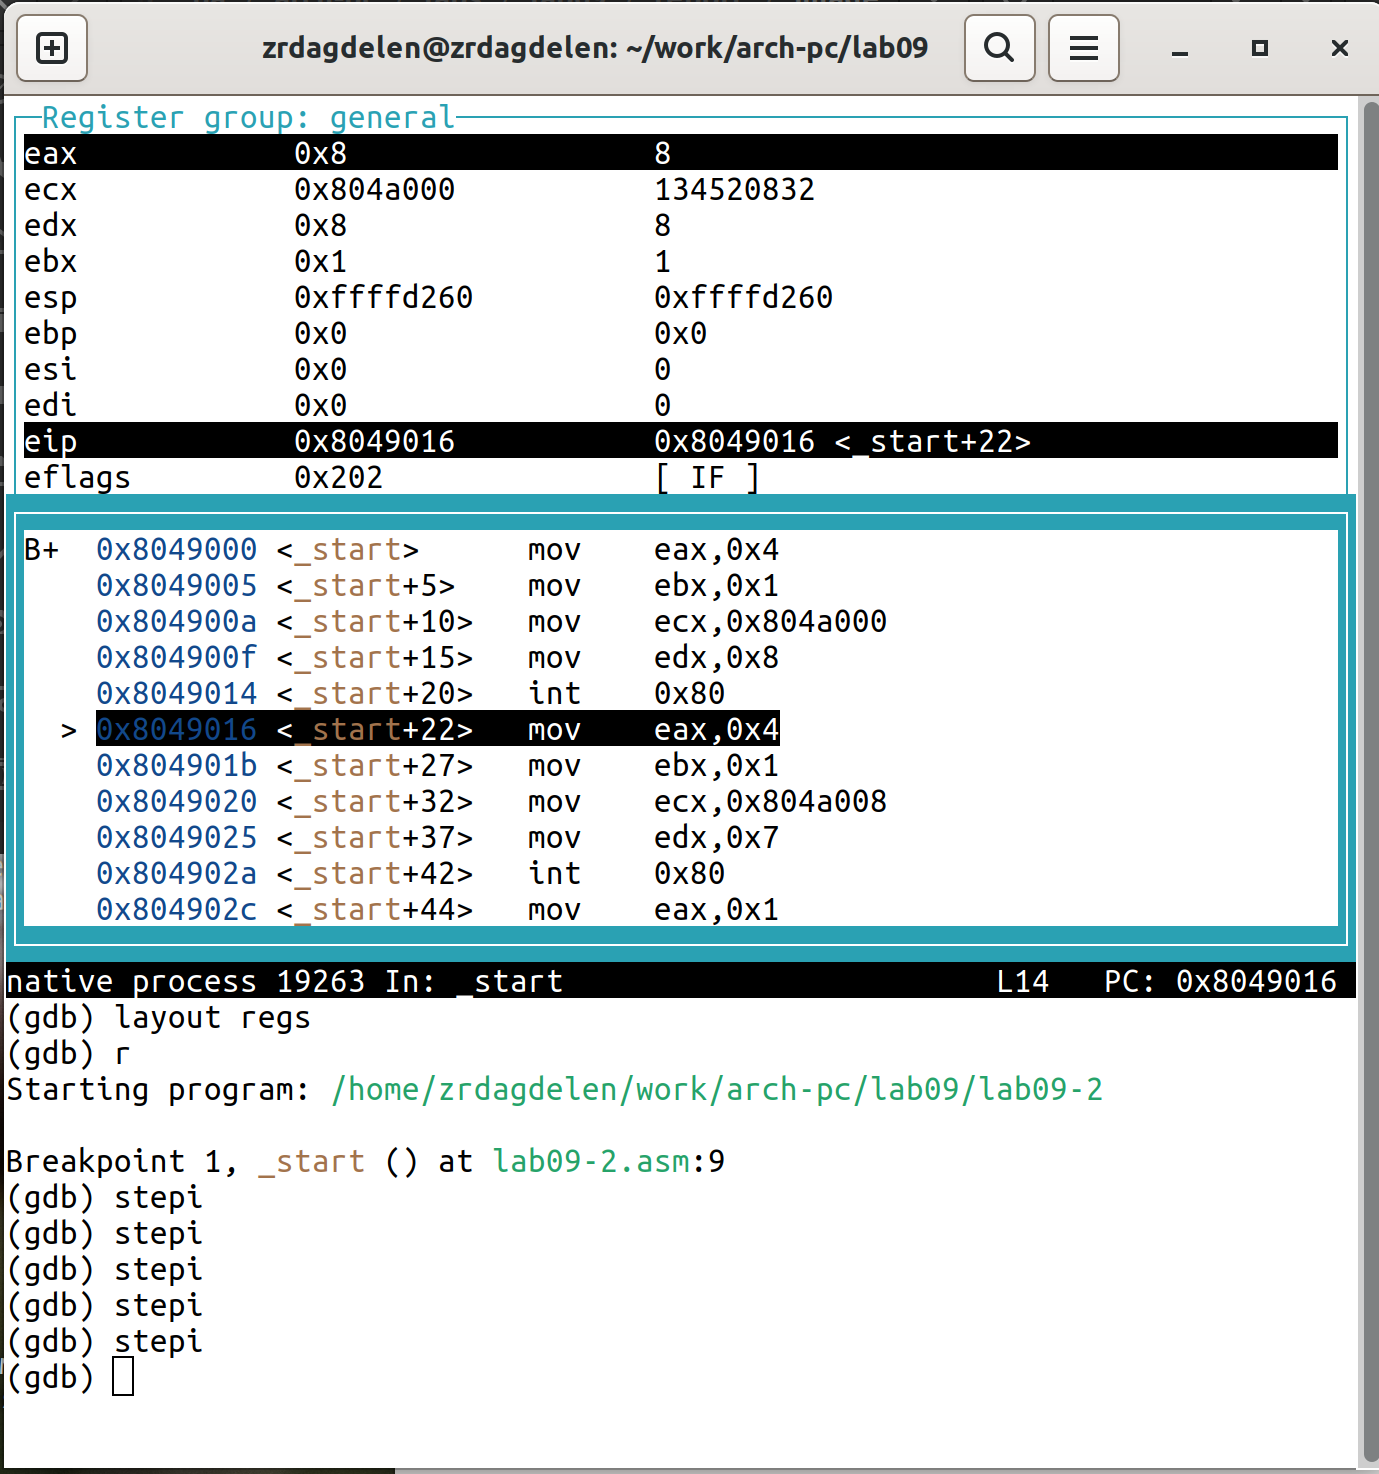 zrdagdelen@zrdagdelen: ~/work/arch-pc/lab09
Register group: general
eax 0x8 8
ecx 0x804a000 134520832
edx 0x8 8
ebx 0x1 1
esp 0xffffd260 0xffffd260
ebp 0x0 0x0
esi 0x0 0
edi 0x0 0
eip 0x8049016 0x8049016 <_start+22>
eflags 0x202 [ IF ]
B+ 0x8049000 <_start> mov eax,0x4
0x8049005 <_start+5> mov ebx,0x1
0x804900a <_start+10> mov ecx,0x804a000
0x804900f <_start+15> mov edx,0x8
0x8049014 <_start+20> int 0x80
> 0x8049016 <_start+22> mov eax,0x4
0x804901b <_start+27> mov ebx,0x1
0x8049020 <_start+32> mov ecx,0x804a008
0x8049025 <_start+37> mov edx,0x7
0x804902a <_start+42> int 0x80
0x804902c <_start+44> mov eax,0x1
native process 19263 In: _start L14 PC: 0x8049016
(gdb) layout regs
(gdb) r
Starting program: /home/zrdagdelen/work/arch-pc/lab09/lab09-2
Breakpoint 1, _start () at lab09-2.asm:9
(gdb) stepi
(gdb) stepi
(gdb) stepi
(gdb) stepi
(gdb) stepi
(gdb)